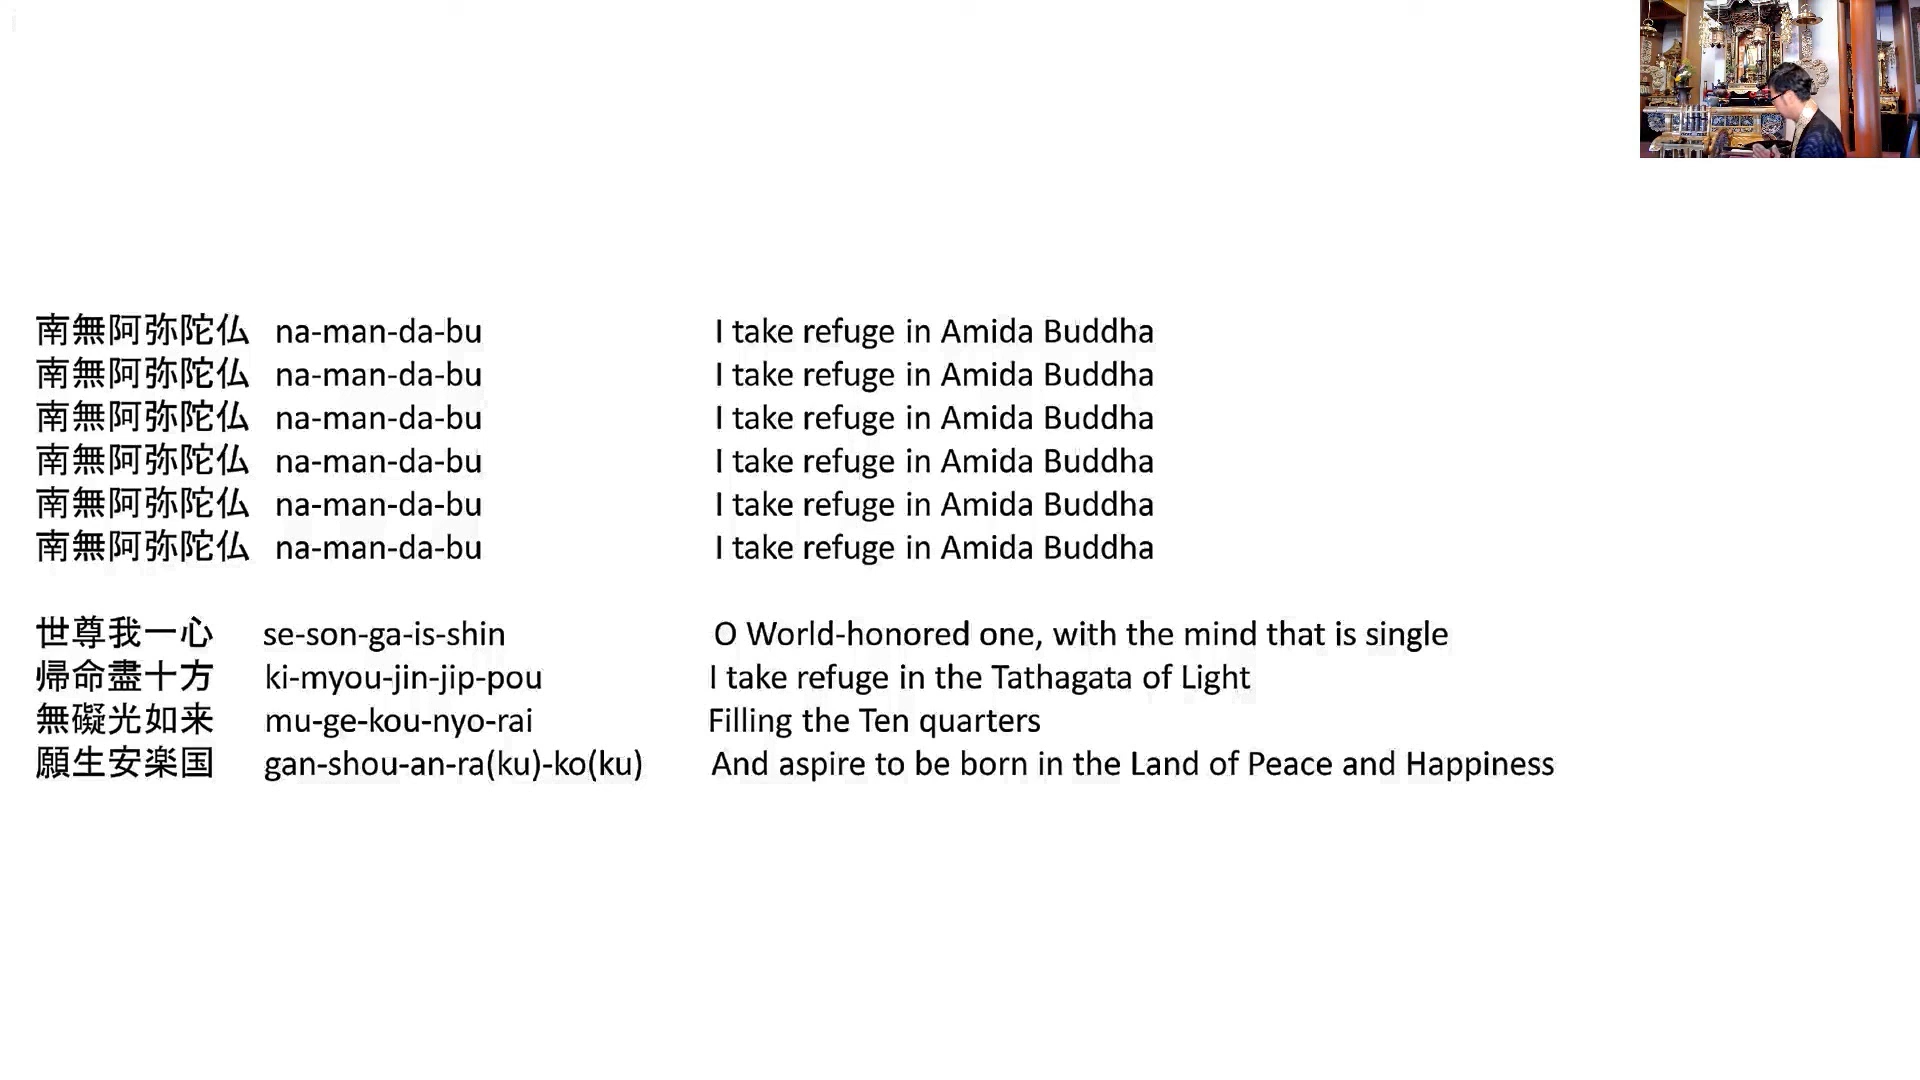 南無阿弥陀仏 na-man-da-bu I take refuge in Amida Buddha
南無阿弥陀仏 na-man-da-bu I take refuge in Amida Buddha
南無阿弥陀仏 na-man-da-bu I take refuge in Amida Buddha
南無阿弥陀仏 na-man-da-bu I take refuge in Amida Buddha
南無阿弥陀仏 na-man-da-bu I take refuge in Amida Buddha
南無阿弥陀仏 na-man-da-bu I take refuge in Amida Buddha
世尊我一心 se-son-ga-is-shin O World-honored one, with the mind that is single
帰命盡十方 ki-myou-jin-jip-pou I take refuge in the Tathagata of Light
無礙光如来 mu-ge-kou-nyo-rai Filling the Ten quarters
願生安楽国 gan-shou-an-ra(ku)-ko(ku) And aspire to be born in the Land of Peace and Happiness